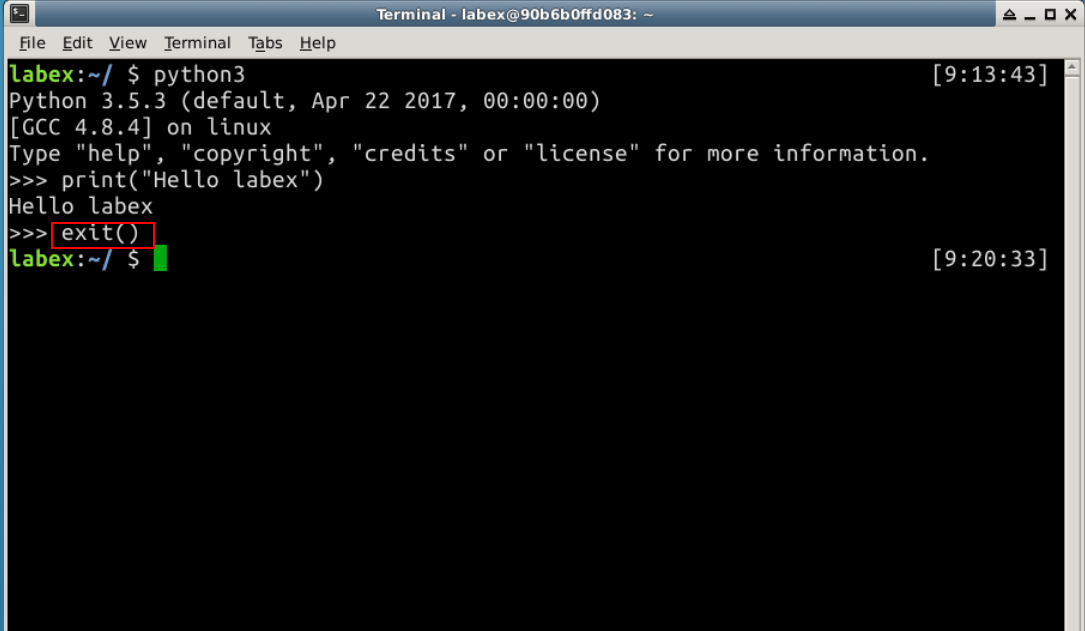 Terminal - labex@90b6b0ffd083: ~
File Edit View Terminal Tabs Help
labex:~/ $ python3 [9:13:43]
Python 3.5.3 (default, Apr 22 2017, 00:00:00)
[GCC 4.8.4] on linux
Type "help", "copyright", "credits" or "license" for more information.
>>> print("Hello labex")
Hello labex
>>> exit()
labex:~/ $ [9:20:33]